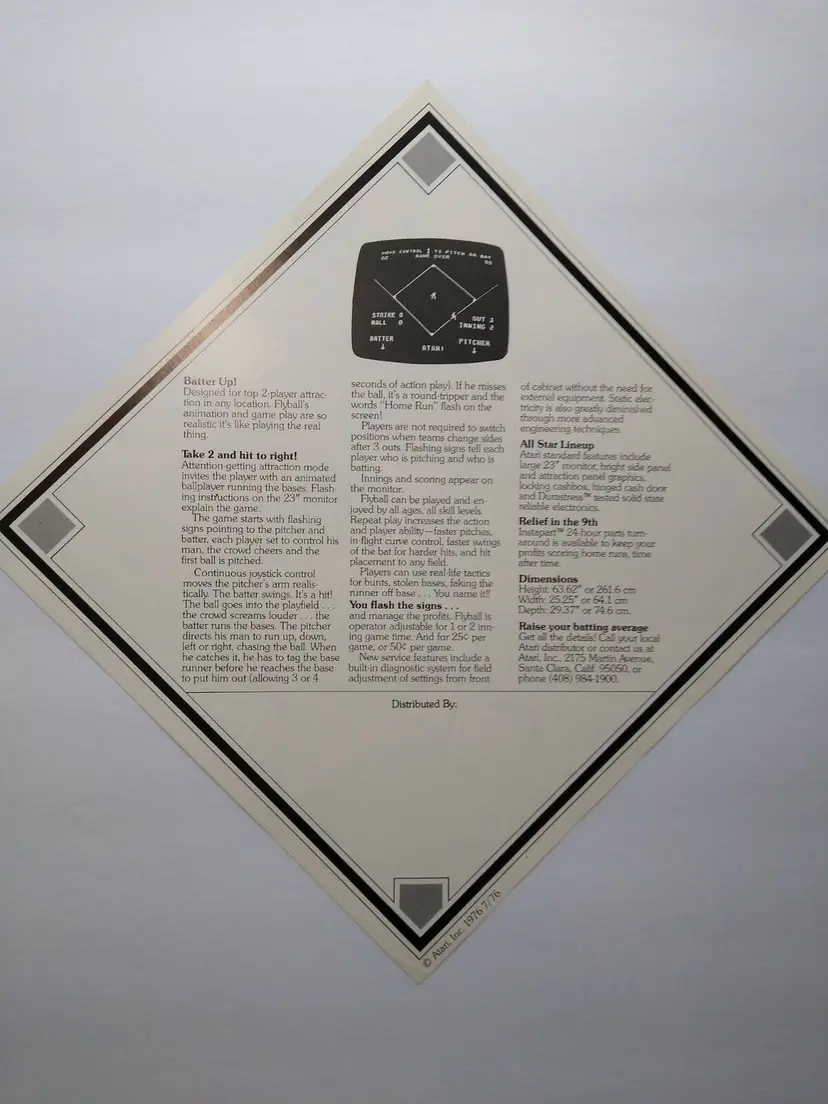 MOVE CONTROL TO PITCH OR BAT
00 GAME OVER 00
STRIKE 0
BALL 0
OUT 3
INNING 2
BATTER
PITCHER
ATARI
Batter Up!
Designed for top 2-player attrac-
tion in any location. Flyball's
animation and game play are so
realistic it's like playing the real
thing.
Take 2 and hit to right!
Attention-getting attraction mode
invites the player with an animated
ballplayer running the bases. Flash
ing instructions on the 23" monitor
explain the game.
The game starts with flashing
signs pointing to the pitcher and
batter, each player set to control his
man, the crowd cheers and the
first ball is pitched.
Continuous joystick control
moves the pitcher's arm realis-
tically. The batter swings. It's a hit!
The ball goes into the playfield . . .
the crowd screams louder . . . the
batter runs the bases. The pitcher
directs his man to run up, down,
left or right, chasing the ball. When
he catches it, he has to tag the base
runner before he reaches the base
to put him out (allowing 3 or 4
seconds of action play). If he misses
the ball, it's a round-tripper and the
words "Home Run" flash on the
screen!
Players are not required to switch
positions when teams change sides
after 3 outs. Flashing signs tell each
player who is pitching and who is
batting.
Innings and scoring appear on
the monitor.
Flyball can be played and en-
joyed by all ages, all skill levels.
Repeat play increases the action
and player ability—faster pitches,
in-flight curve control, faster swings
of the bat for harder hits, and hit
placement to any field.
Players can use real-life tactics
for bunts, stolen bases, faking the
runner off base . . . You name it!!
You flash the signs . . .
and manage the profits. Flyball is
operator adjustable for 1 or 2 inn-
ing game time. And for 25¢ per
game, or 50¢ per game.
New service features include a
built-in diagnostic system for field
adjustment of settings from front
of cabinet without the need for
external equipment. Static elec-
tricity is also greatly diminished
through more advanced
engineering techniques.
All Star Lineup
Atari standard features include
large 23" monitor, bright side panel
and attraction panel graphics,
locking cashbox, hinged cash door
and Durastress™ tested solid state
reliable electronics.
Relief in the 9th
Instapart™ 24-hour parts turn-
around is available to keep your
profits scoring home runs, time
after time.
Dimensions
Height: 63.62" or 261.6 cm
Width: 25.25" or 64.1 cm
Depth: 29.37" or 74.6 cm.
Raise your batting average
Get all the details! Call your local
Atari distributor or contact us at
Atari, Inc., 2175 Martin Avenue,
Santa Clara, Calif. 95050, or
phone (408) 984-1900.
Distributed By:
© Atari, Inc. 1976 7/76